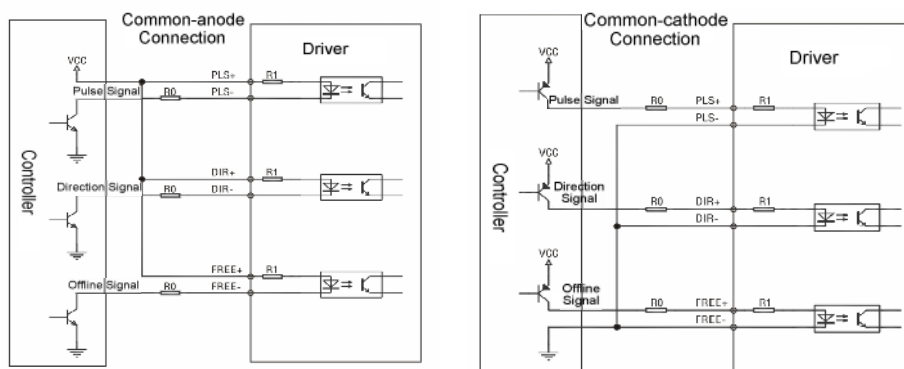 Common-anode
Connection
Driver
VCC
PLS+
R1
Pulse Signal
R0
PLS-
Controller
DIR+
R1
Direction Signal
R0
DIR-
FREE+
R1
Offline Signal
R0
FREE-
Common-cathode
Connection
Driver
VCC
Pulse Signal
R0
PLS+
R1
PLS-
Controller
VCC
Direction
Signal
R0
DIR+
R1
DIR-
VCC
Offline
Signal
R0
FREE+
R1
FREE-